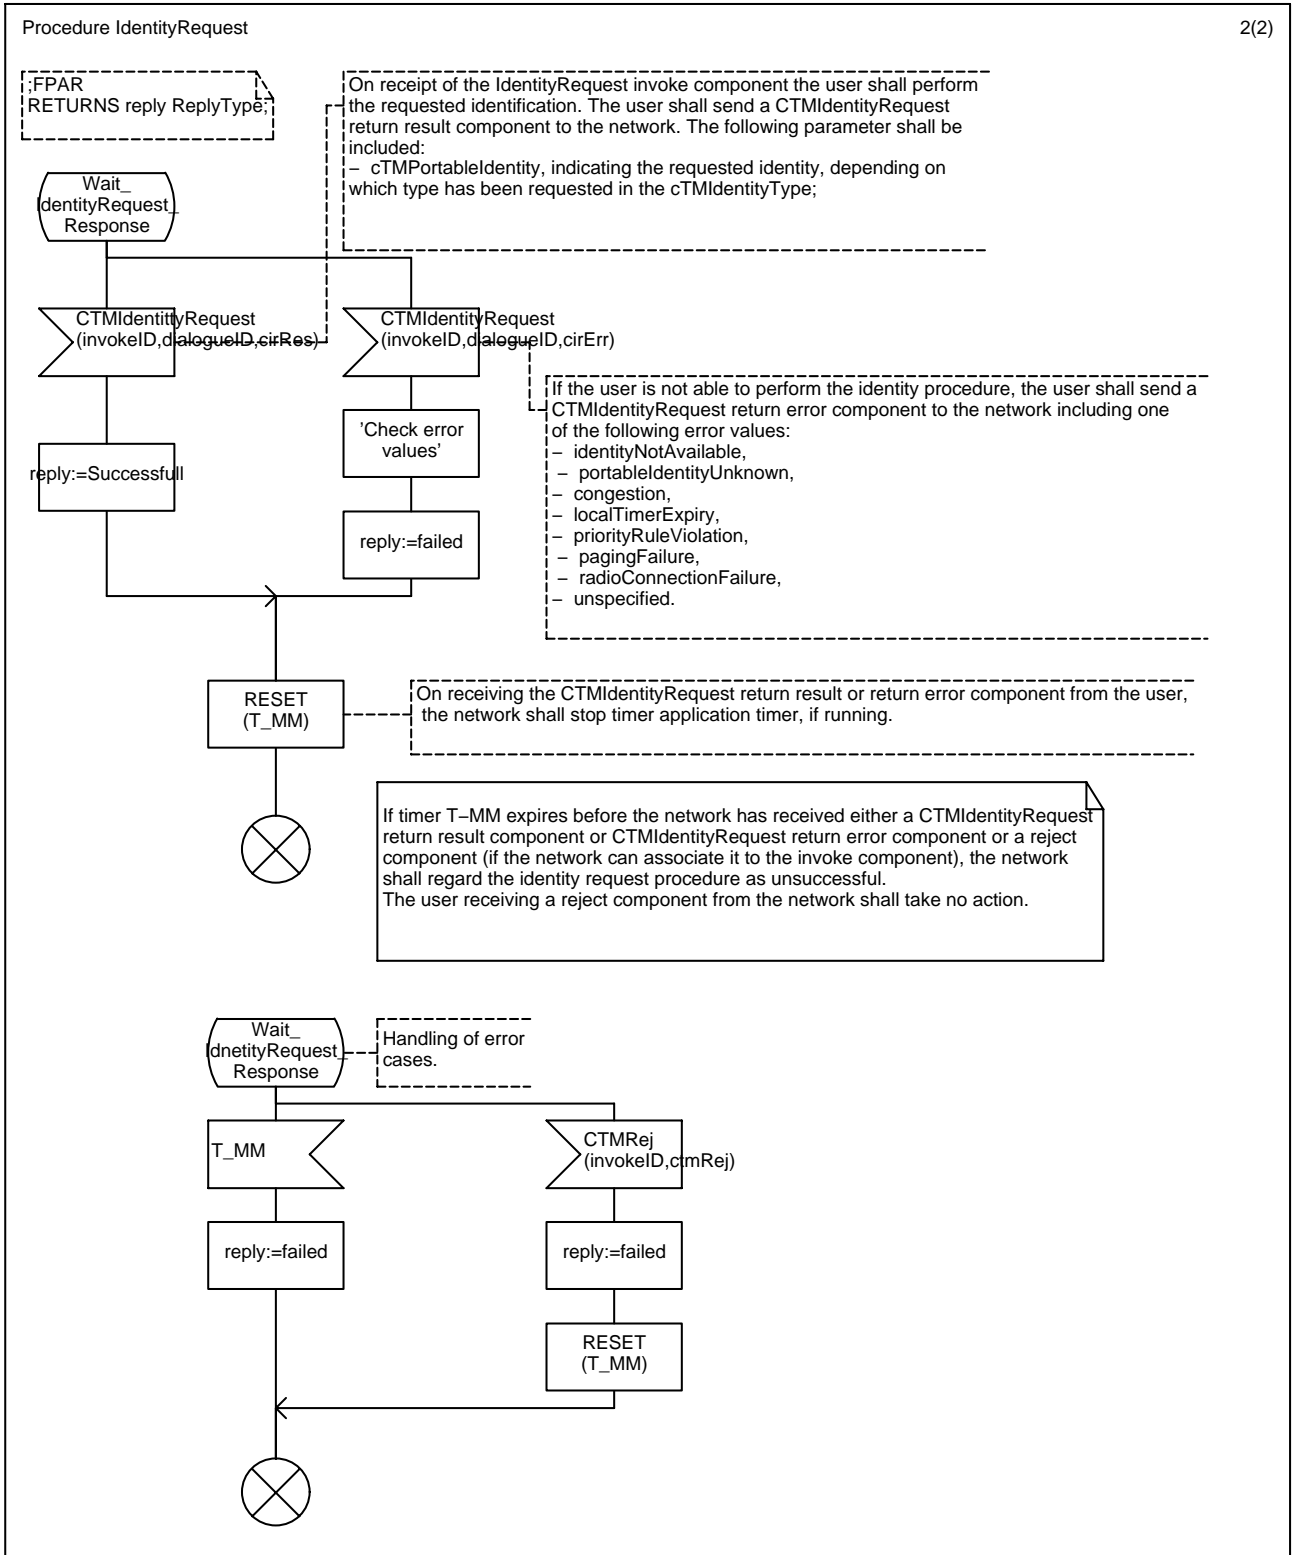 Procedure IdentityRequest
2(2)
;FPAR
RETURNS reply ReplyType;
On receipt of the IdentityRequest invoke component the user shall perform
the requested identification. The user shall send a CTMIdentityRequest
return result component to the network. The following parameter shall be
included:
– cTMPortableIdentity, indicating the requested identity, depending on
which type has been requested in the cTMIdentityType;
Wait_
IdentityRequest_
Response
CTMIdentittyRequest
(invokeID,dialogueID,cirRes)
CTMIdentityRequest
(invokeID,dialogueID,cirErr)
If the user is not able to perform the identity procedure, the user shall send a
CTMIdentityRequest return error component to the network including one
of the following error values:
– identityNotAvailable,
– portableIdentityUnknown,
– congestion,
– localTimerExpiry,
– priorityRuleViolation,
– pagingFailure,
– radioConnectionFailure,
– unspecified.
'Check error
values'
reply:=Successfull
reply:=failed
RESET
(T_MM)
On receiving the CTMIdentityRequest return result or return error component from the user,
the network shall stop timer application timer, if running.
If timer T–MM expires before the network has received either a CTMIdentityRequest
return result component or CTMIdentityRequest return error component or a reject
component (if the network can associate it to the invoke component), the network
shall regard the identity request procedure as unsuccessful.
The user receiving a reject component from the network shall take no action.
Wait_
IdnetityRequest_
Response
Handling of error
cases.
T_MM
CTMRej
(invokeID,ctmRej)
reply:=failed
reply:=failed
RESET
(T_MM)